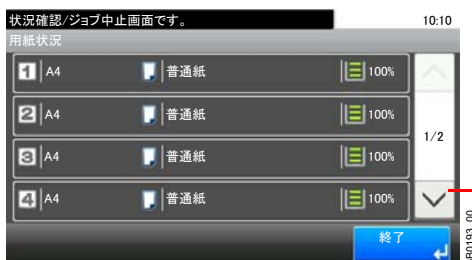 状況確認/ジョブ中止画面です。 10:10
用紙状況
1 A4 普通紙 100%
2 A4 普通紙 100%
3 A4 普通紙 100%
4 A4 普通紙 100%
1/2
終了
B0193_00